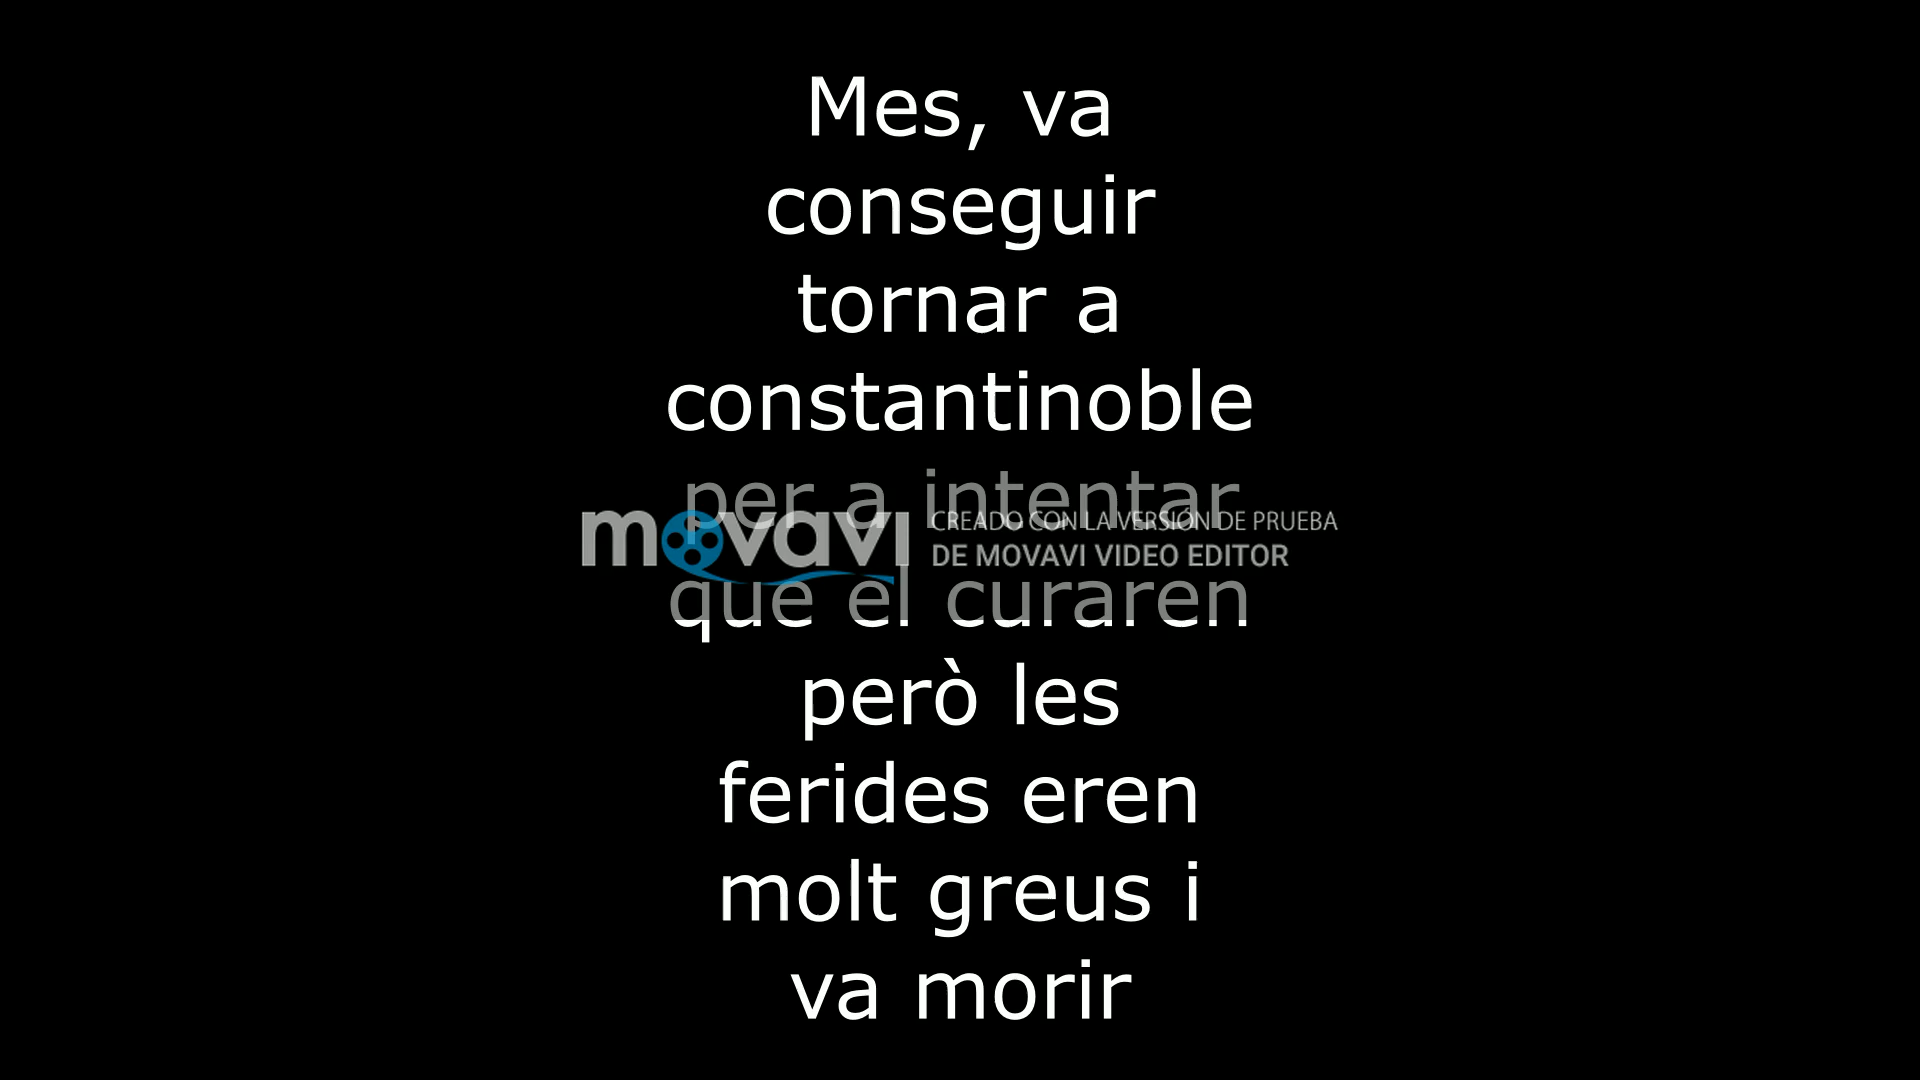 Mes, va
conseguir
tornar a
constantinoble
per a intentar
movavi
CREADO CON LA VERSIÓN DE PRUEBA
DE MOVAVI VIDEO EDITOR
que el curaren
però les
ferides eren
molt greus i
va morir